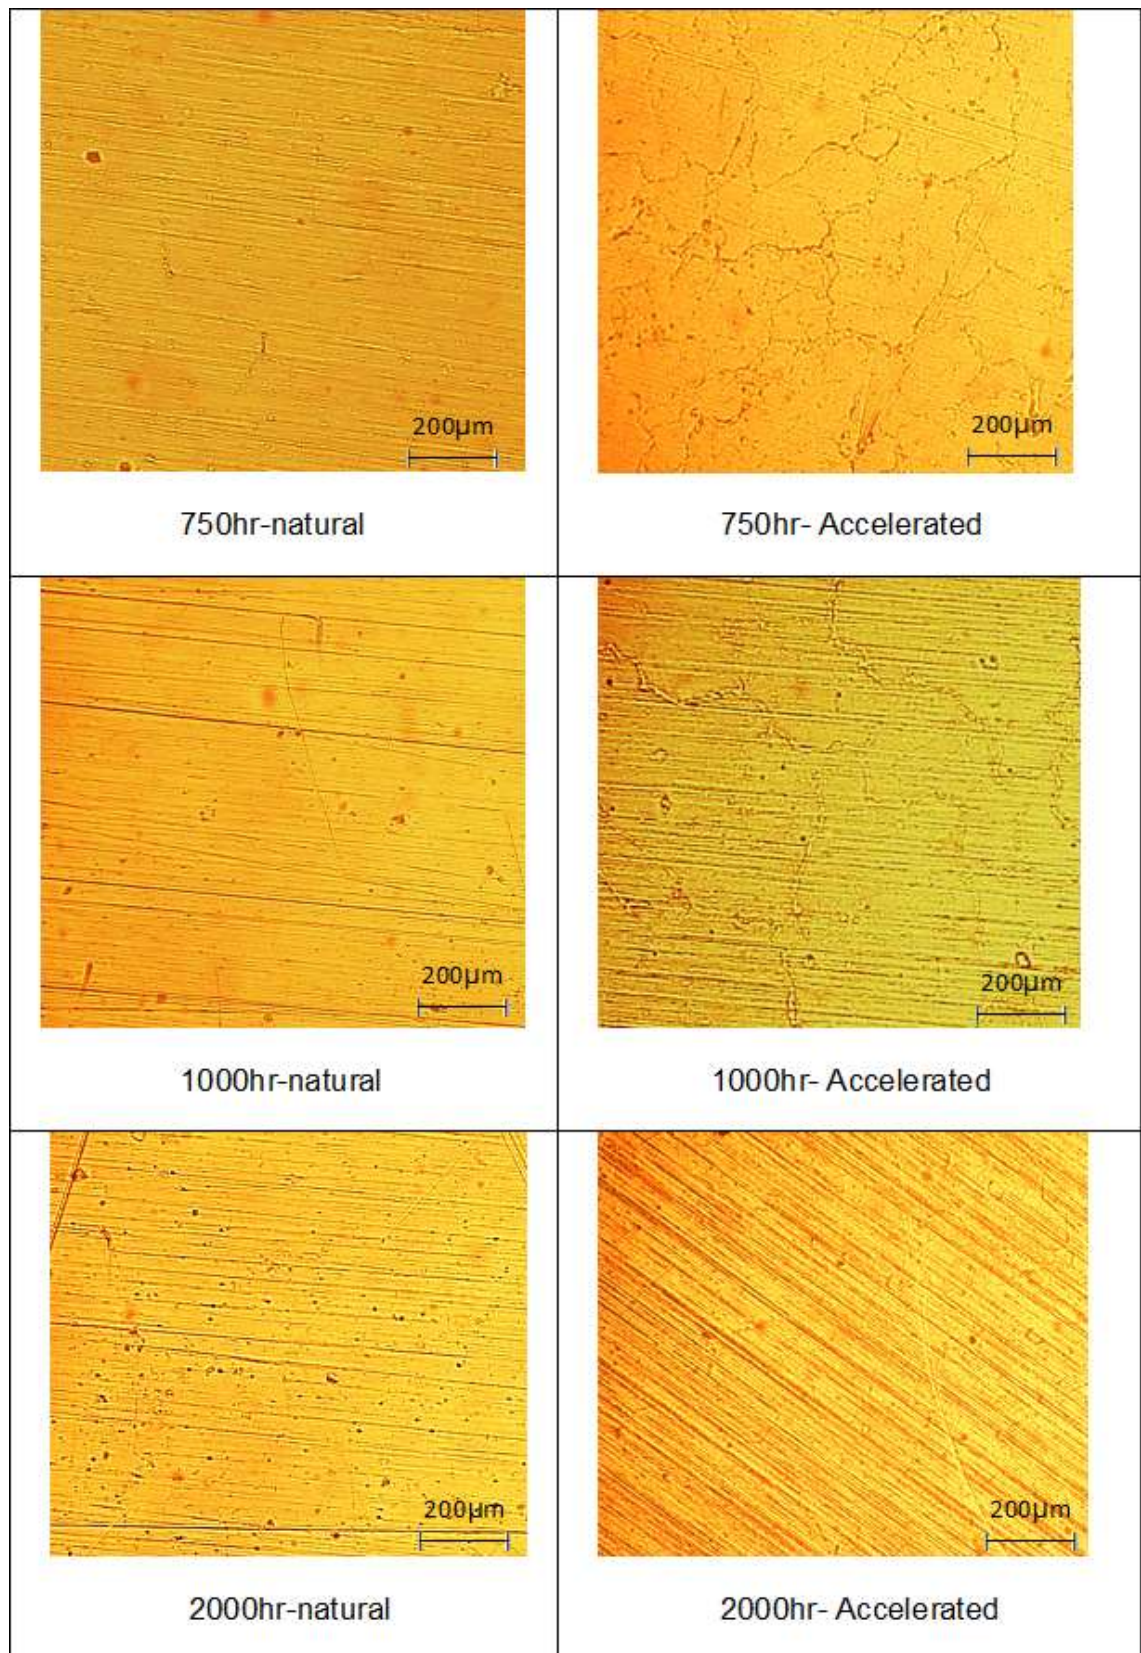 200µm
200µm
750hr-natural
750hr- Accelerated
200µm
200µm
1000hr-natural
1000hr- Accelerated
200µm
200µm
2000hr-natural
2000hr- Accelerated